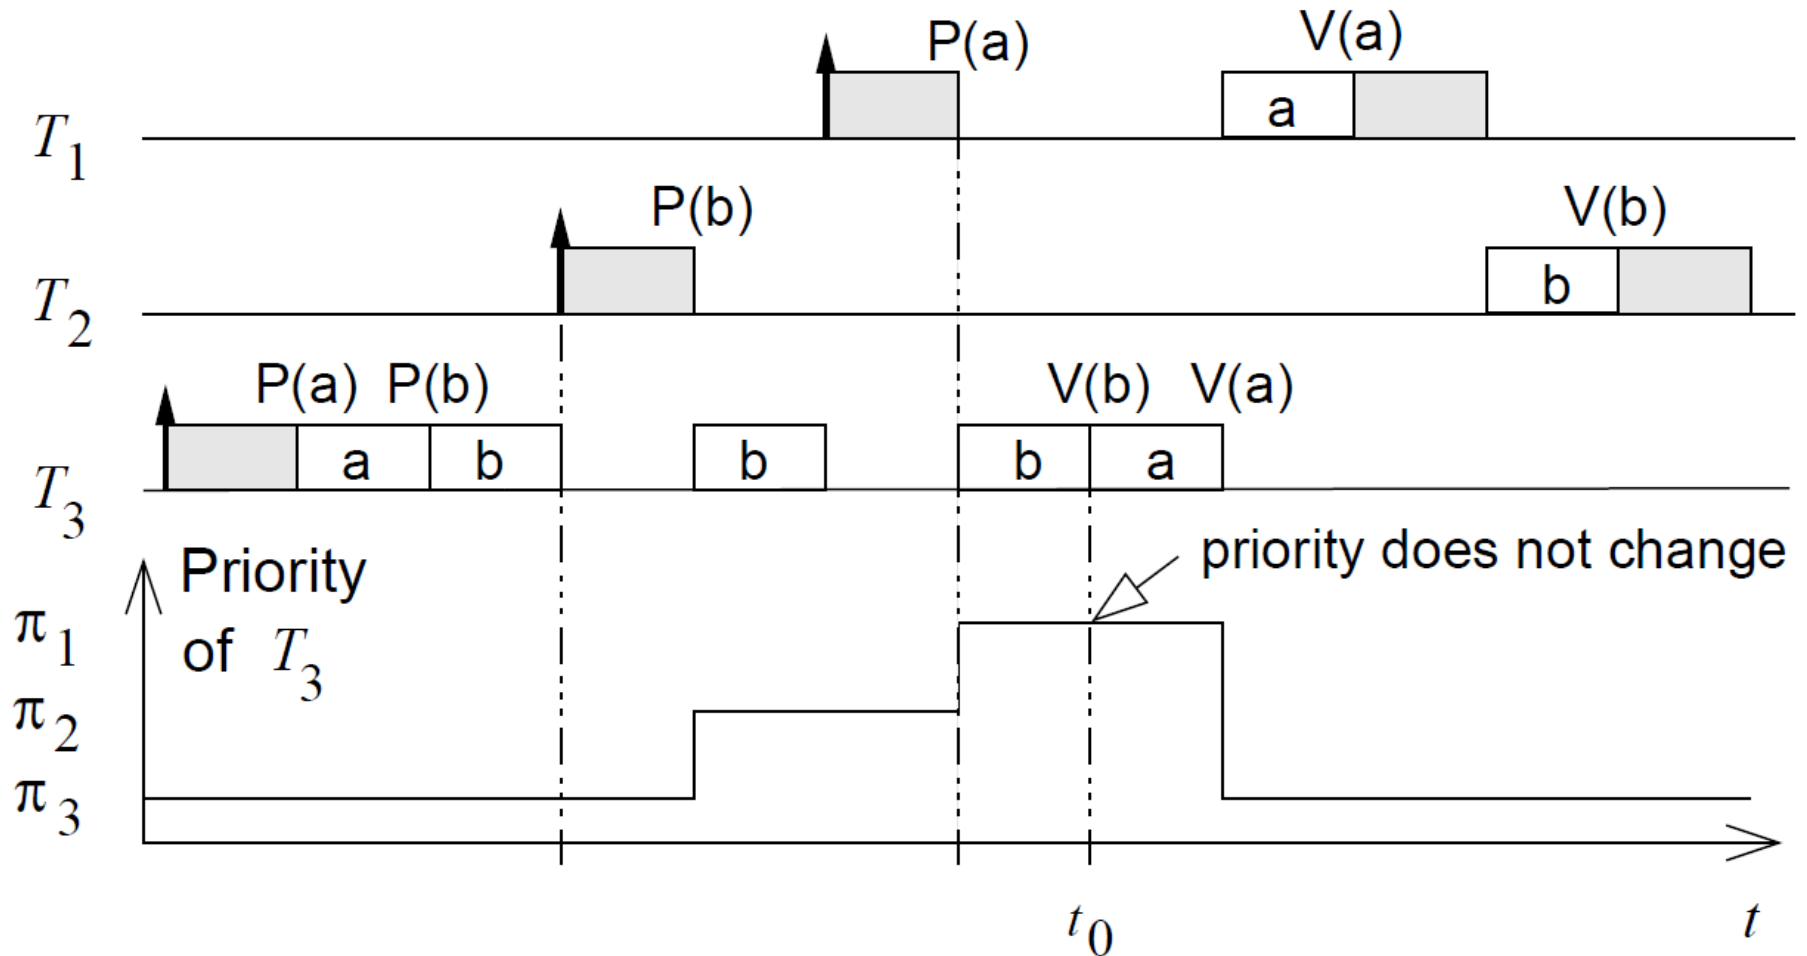 P(a) V(a)
T1 a
P(b) V(b)
T2 b
P(a) P(b) V(b) V(a)
T3 a b b b a
priority does not change
Priority
of T3
π1
π2
π3
t0 t